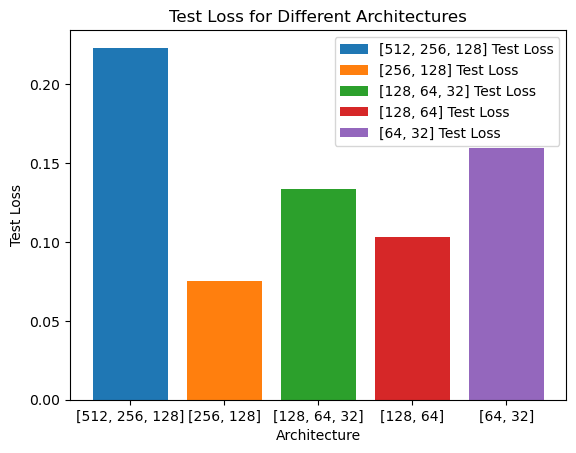 Test Loss for Different Architectures
[512, 256, 128] Test Loss
[256, 128] Test Loss
[128, 64, 32] Test Loss
[128, 64] Test Loss
[64, 32] Test Loss
Test Loss
0.20
0.15
0.10
0.05
0.00
[512, 256, 128] [256, 128] [128, 64, 32] [128, 64] [64, 32]
Architecture